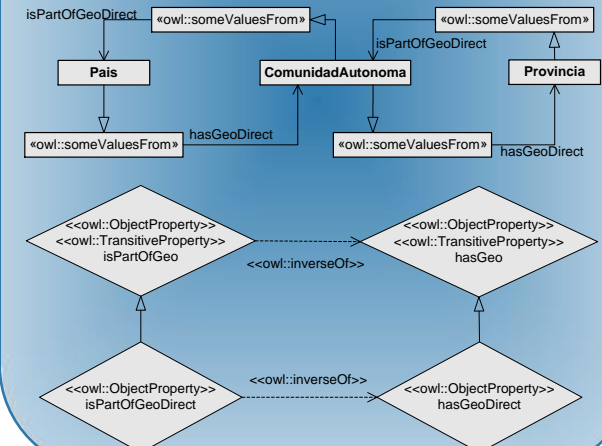 isPartOfGeoDirect
«owl::someValuesFrom»
«owl::someValuesFrom»
isPartOfGeoDirect
Pais
ComunidadAutonoma
Provincia
«owl::someValuesFrom»
hasGeoDirect
«owl::someValuesFrom»
hasGeoDirect
<<owl::ObjectProperty>>
<<owl::TransitiveProperty>>
isPartOfGeo
<<owl::inverseOf>>
<<owl::ObjectProperty>>
<<owl::TransitiveProperty>>
hasGeo
<<owl::ObjectProperty>>
isPartOfGeoDirect
<<owl::inverseOf>>
<<owl::ObjectProperty>>
hasGeoDirect